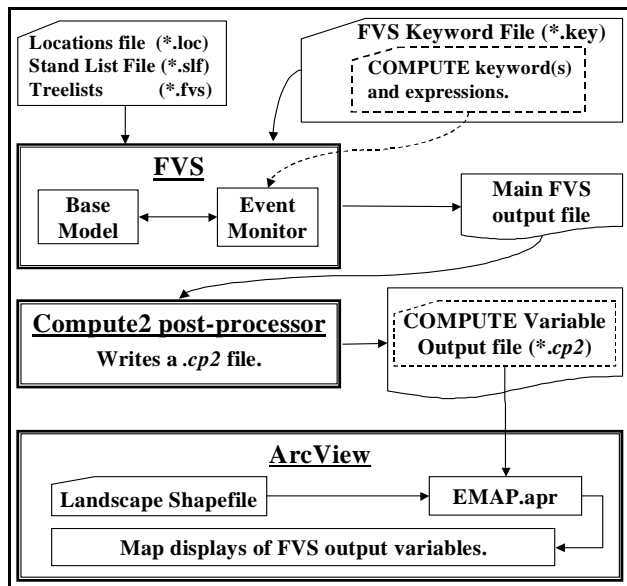 Locations file (*.loc)
Stand List File (*.slf)
Treelists (*.fvs)
FVS Keyword File (*.key)
COMPUTE keyword(s)
and expressions.
FVS
Base
Model
Event
Monitor
Main FVS
output file
Compute2 post-processor
Writes a .cp2 file.
COMPUTE Variable
Output file (*.cp2)
ArcView
Landscape Shapefile
EMAP.apr
Map displays of FVS output variables.